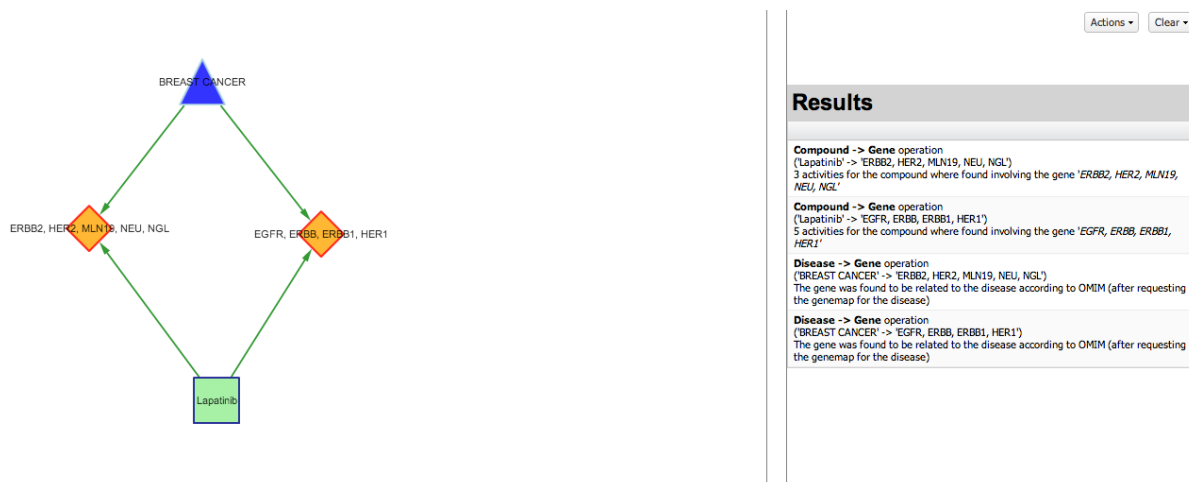 Actions
Clear
BREAST CANCER
ERBB2, HER2, MLN19, NEU, NGL
EGFR, ERBB, ERBB1, HER1
Lapatinib
Results
Compound -> Gene operation
('Lapatinib' -> 'ERBB2, HER2, MLN19, NEU, NGL')
3 activities for the compound where found involving the gene 'ERBB2, HER2, MLN19,
NEU, NGL'
Compound -> Gene operation
('Lapatinib' -> 'EGFR, ERBB, ERBB1, HER1')
5 activities for the compound where found involving the gene 'EGFR, ERBB, ERBB1,
HER1'
Disease -> Gene operation
('BREAST CANCER' -> 'ERBB2, HER2, MLN19, NEU, NGL')
The gene was found to be related to the disease according to OMIM (after requesting
the genemap for the disease)
Disease -> Gene operation
('BREAST CANCER' -> 'EGFR, ERBB, ERBB1, HER1')
The gene was found to be related to the disease according to OMIM (after requesting
the genemap for the disease)